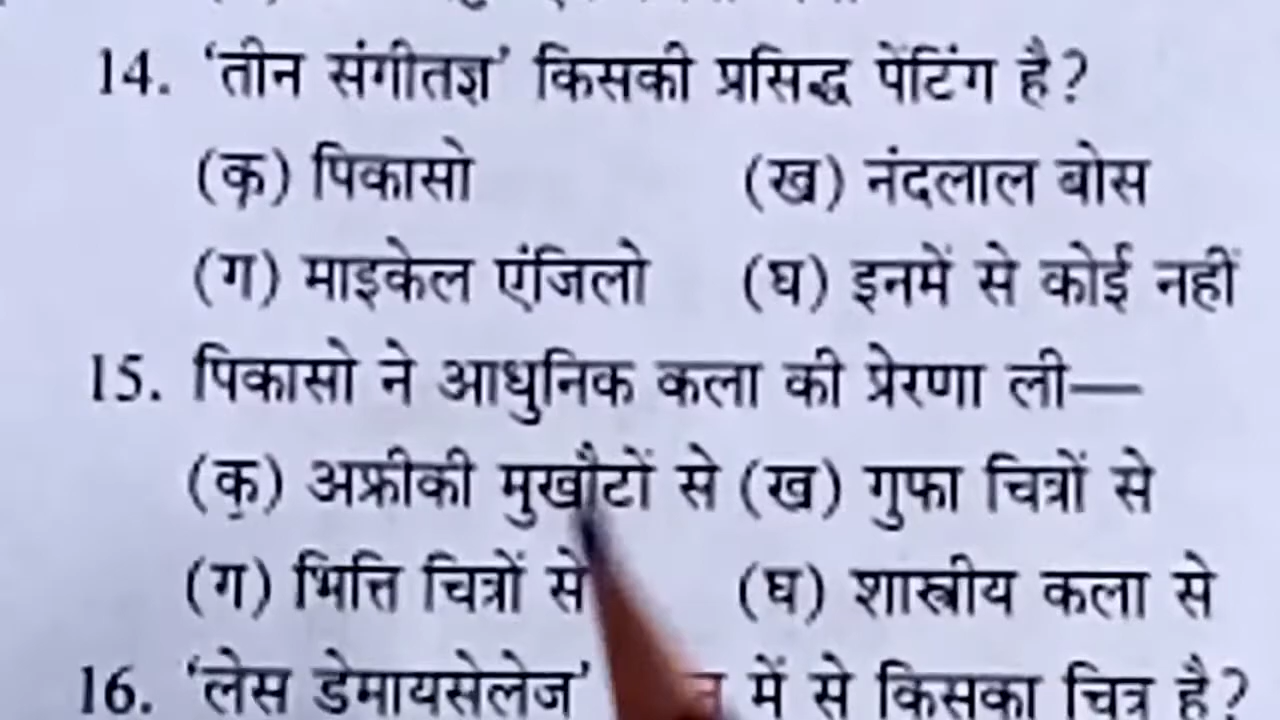 14. ‘तीन संगीतज्ञ’ किसकी प्रसिद्ध पेंटिंग है?
(क) पिकासो (ख) नंदलाल बोस
(ग) माइकेल एंजिलो (घ) इनमें से कोई नहीं
15. पिकासो ने आधुनिक कला की प्रेरणा ली—
(क) अफ्रीकी मुखौटों से (ख) गुफा चित्रों से
(ग) भित्ति चित्रों से (घ) शास्त्रीय कला से
16. ‘लेस डेमायसेलेज’ में से किसका चित्र है?